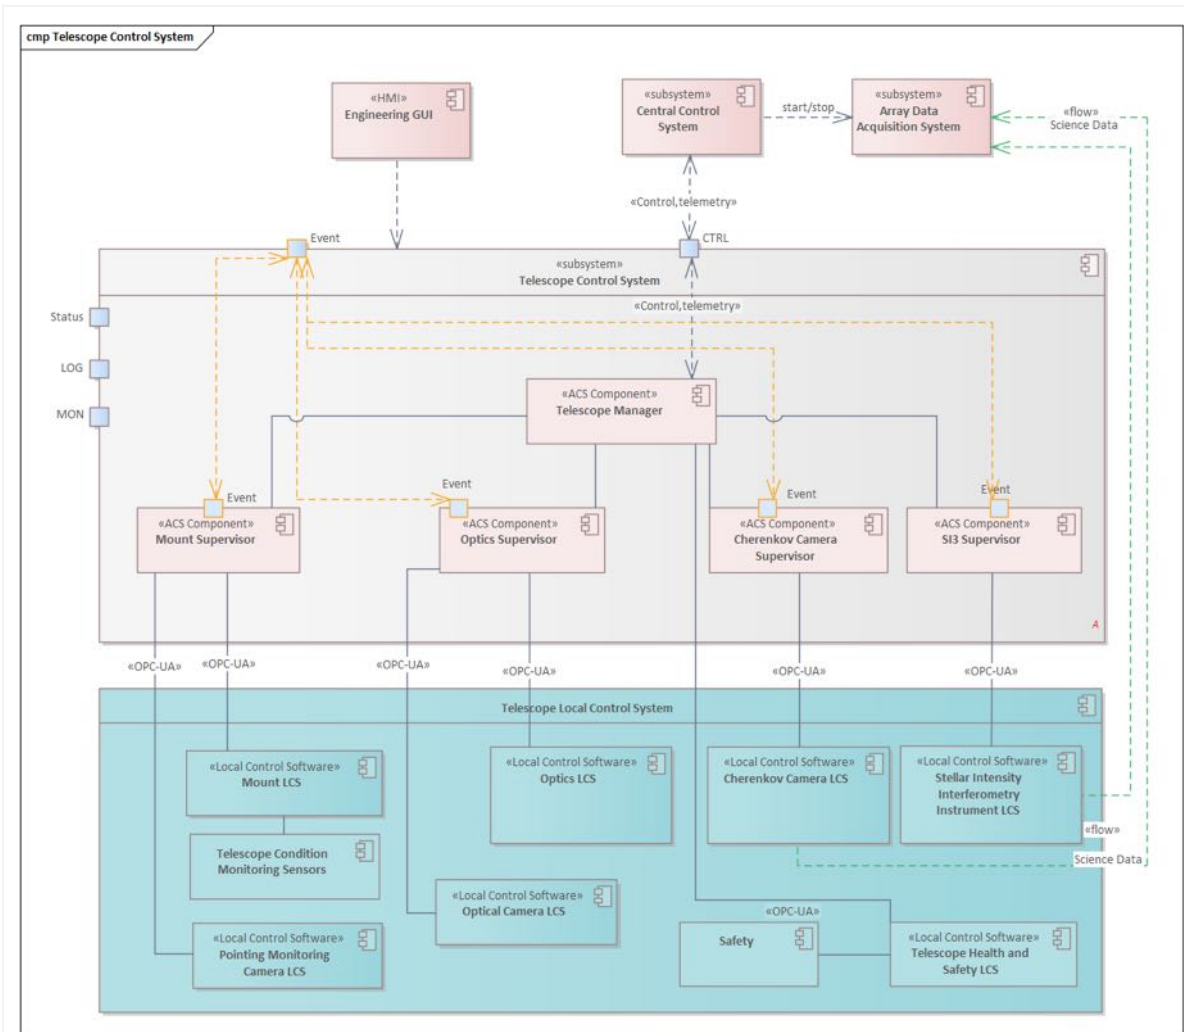 cmp Telescope Control System
«HMI»
Engineering GUI
«subsystem»
Central Control
System
start/stop
«subsystem»
Array Data
Acquisition System
«flow»
Science Data
«Control,telemetry»
Event
CTRL
«subsystem»
Telescope Control System
«Control,telemetry»
Status
LOG
MON
«ACS Component»
Telescope Manager
Event
«ACS Component»
Mount Supervisor
Event
«ACS Component»
Optics Supervisor
Event
«ACS Component»
Cherenkov Camera
Supervisor
Event
«ACS Component»
SI3 Supervisor
A
«OPC-UA»
«OPC-UA»
«OPC-UA»
«OPC-UA»
«OPC-UA»
«OPC-UA»
Telescope Local Control System
«Local Control Software»
Mount LCS
«Local Control Software»
Optics LCS
«Local Control Software»
Cherenkov Camera LCS
«Local Control Software»
Stellar Intensity
Interferometry
Instrument LCS
«flow»
Science Data
Telescope Condition
Monitoring Sensors
«Local Control Software»
Optical Camera LCS
«OPC-UA»
«Local Control Software»
Pointing Monitoring
Camera LCS
Safety
«Local Control Software»
Telescope Health and
Safety LCS